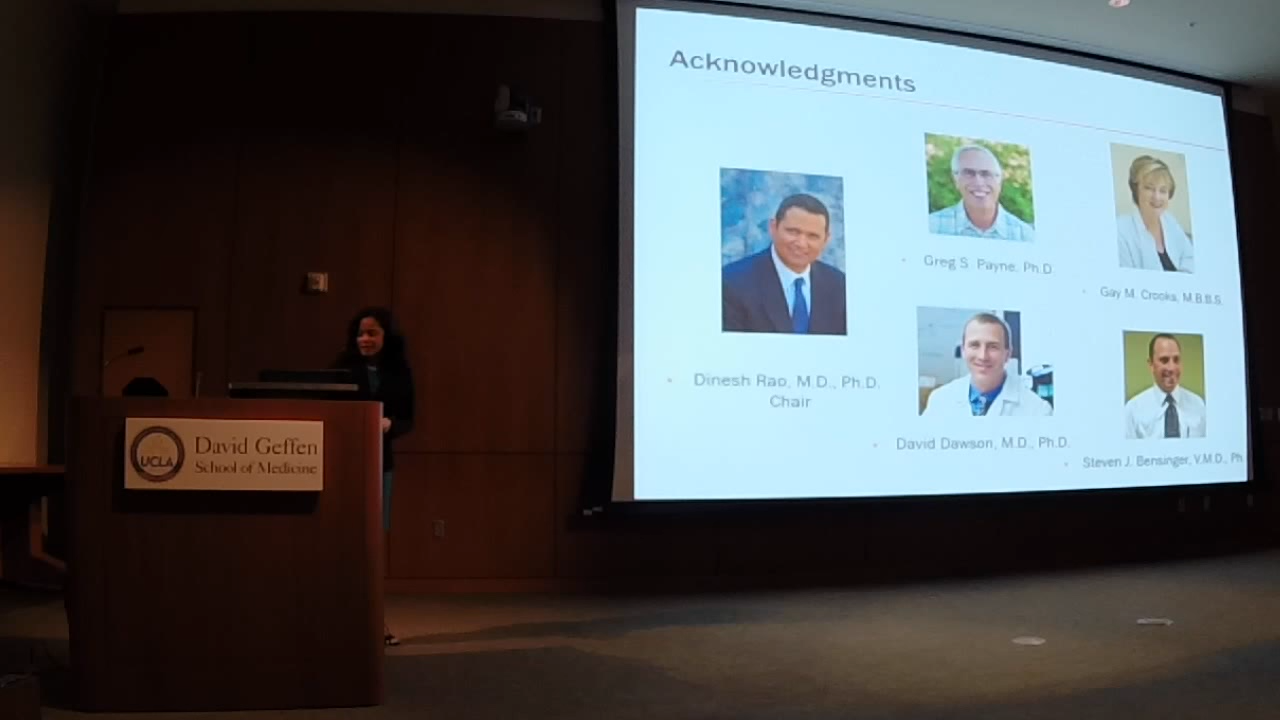 Acknowledgments
Greg S. Payne, Ph.D.
Gay M. Crooks, M.B.B.S.
Dinesh Rao, M.D., Ph.D.
Chair
David Dawson, M.D., Ph.D.
Steven J. Bensinger, V.M.D., Ph
UCLA
David Geffen
School of Medicine